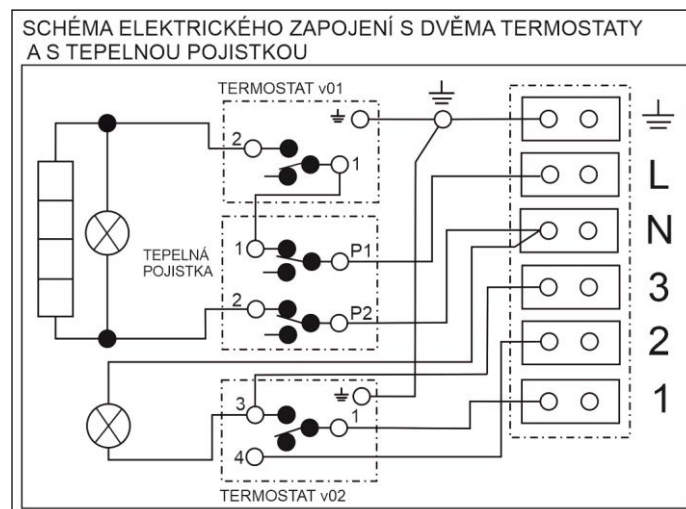 SCHÉMA ELEKTRICKÉHO ZAPOJENÍ S DVĚMA TERMOSTATY
A S TEPELNOU POJISTKOU
TERMOSTAT v01
2
1
L
N
TEPELNÁ
POJISTKA
1
P1
2
P2
3
2
3
1
1
4
TERMOSTAT v02